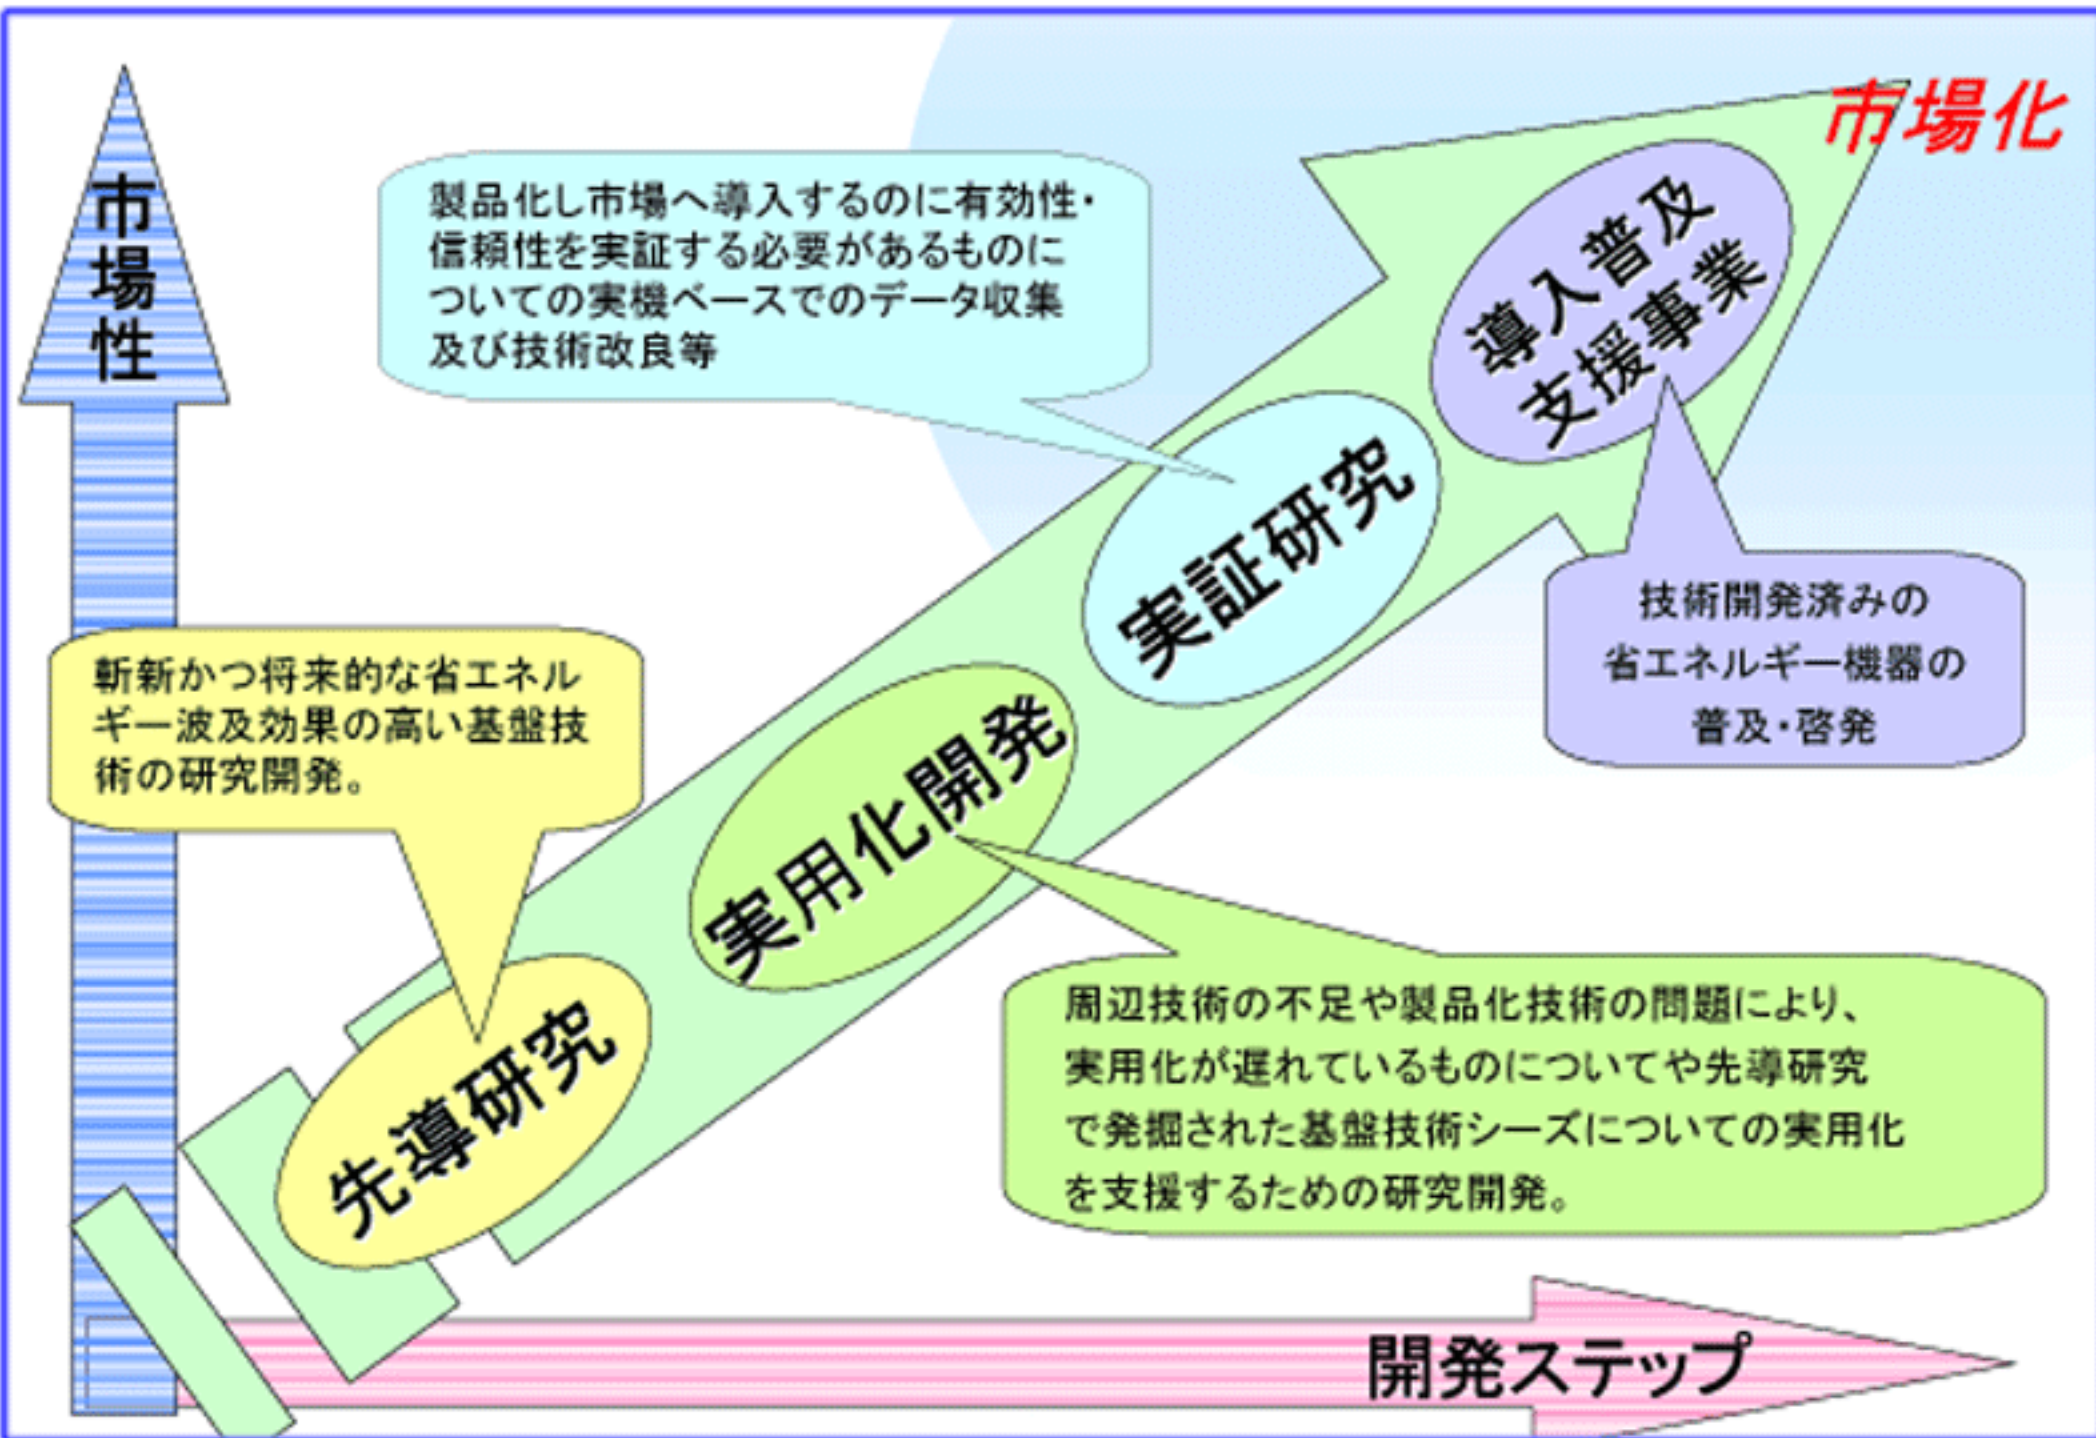 市場化
市場性
製品化し市場へ導入するのに有効性・
信頼性を実証する必要があるものに
ついての実機ベースでのデータ収集
及び技術改良等
導入普及
支援事業
実証研究
技術開発済みの
省エネルギー機器の
普及・啓発
斬新かつ将来的な省エネル
ギー波及効果の高い基盤技
術の研究開発。
実用化開発
先導研究
周辺技術の不足や製品化技術の問題により、
実用化が遅れているものについてや先導研究
で発掘された基盤技術シーズについての実用化
を支援するための研究開発。
開発ステップ